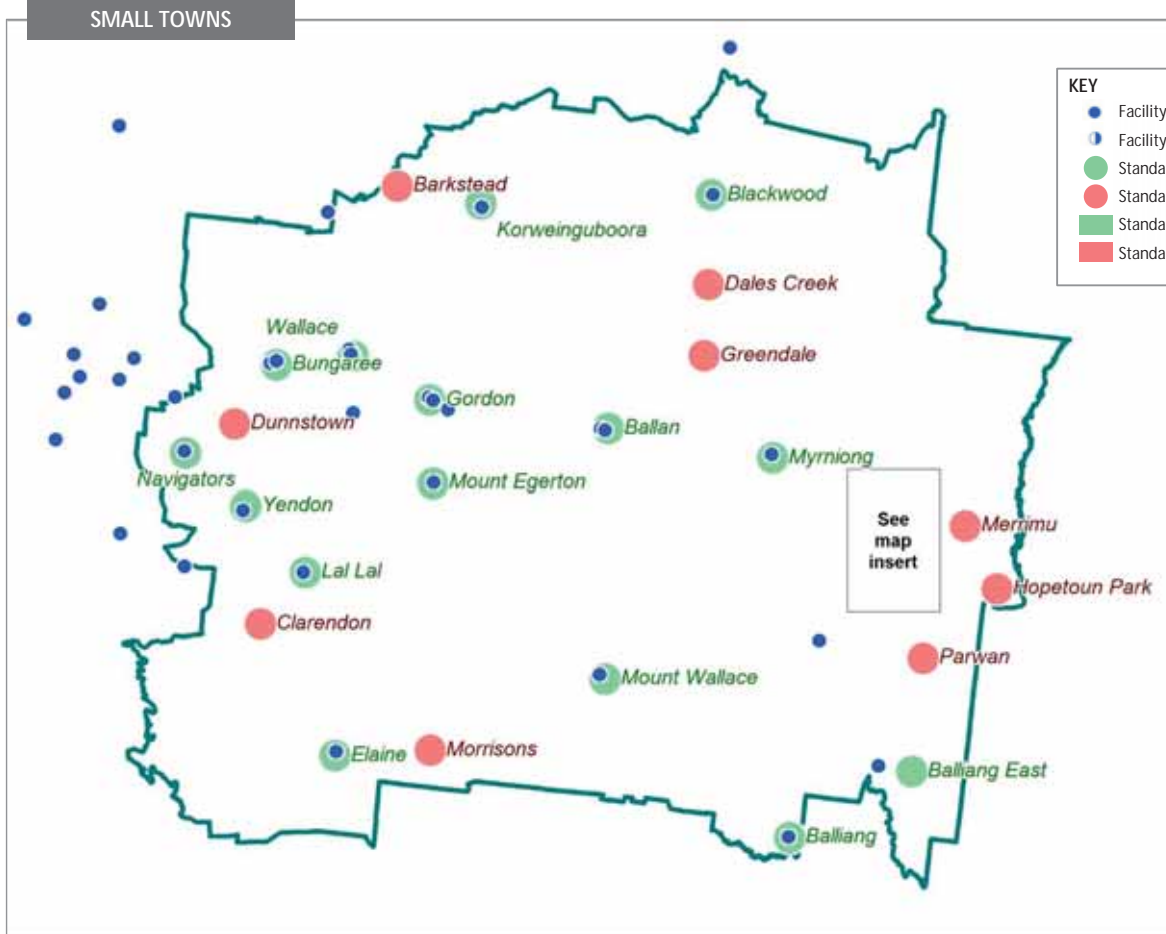 SMALL TOWNS
KEY
Facility
Facility
Standa
Standa
Standa
Standa
Barkstead
Korweinguboora
Blackwood
Dales Creek
Wallace
Bungaree
Greendale
Gordon
Dunnstown
Ballan
Navigators
Mount Egerton
Myrniong
Yendon
See
map
insert
Merrimu
Lal Lal
Hopetoun Park
Clarendon
Parwan
Mount Wallace
Elaine
Morrisons
Balliang East
Balliang